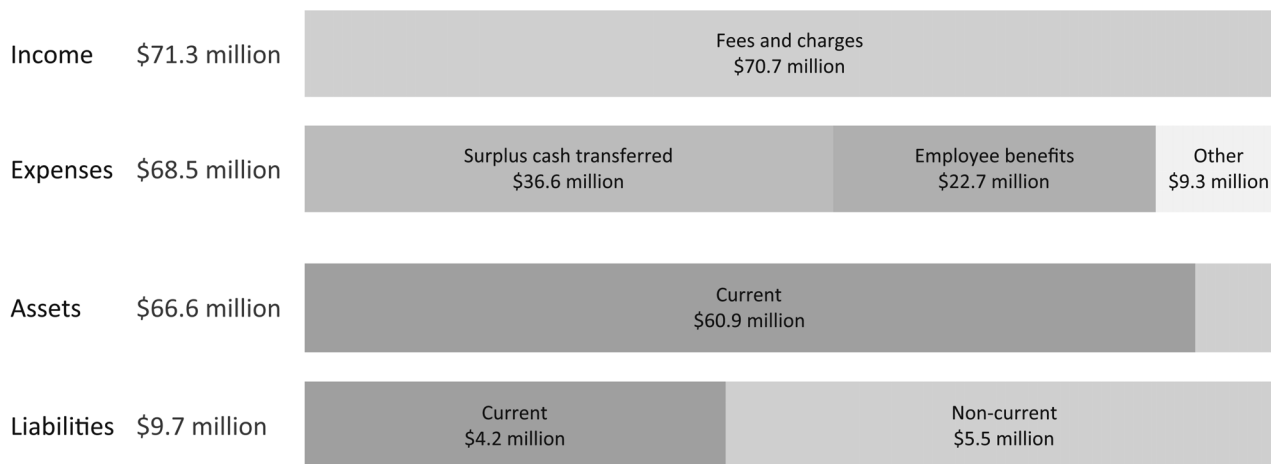 Income $71.3 million
Fees and charges
$70.7 million
Expenses $68.5 million
Surplus cash transferred
$36.6 million
Employee benefits
$22.7 million
Other
$9.3 million
Assets $66.6 million
Current
$60.9 million
Liabilities $9.7 million
Current
$4.2 million
Non-current
$5.5 million